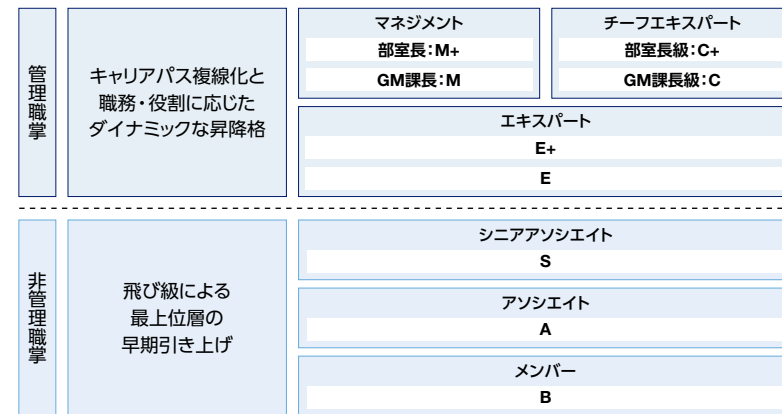 管理職掌
キャリアパス複線化と
職務・役割に応じた
ダイナミックな昇降格
マネジメント
部室長：M+
GM課長：M
チーフエキスパート
部室長級：C+
GM課長級：C
エキスパート
E+
E
非管理職掌
飛び級による
最上位層の
早期引き上げ
シニアアソシエイト
S
アソシエイト
A
メンバー
B